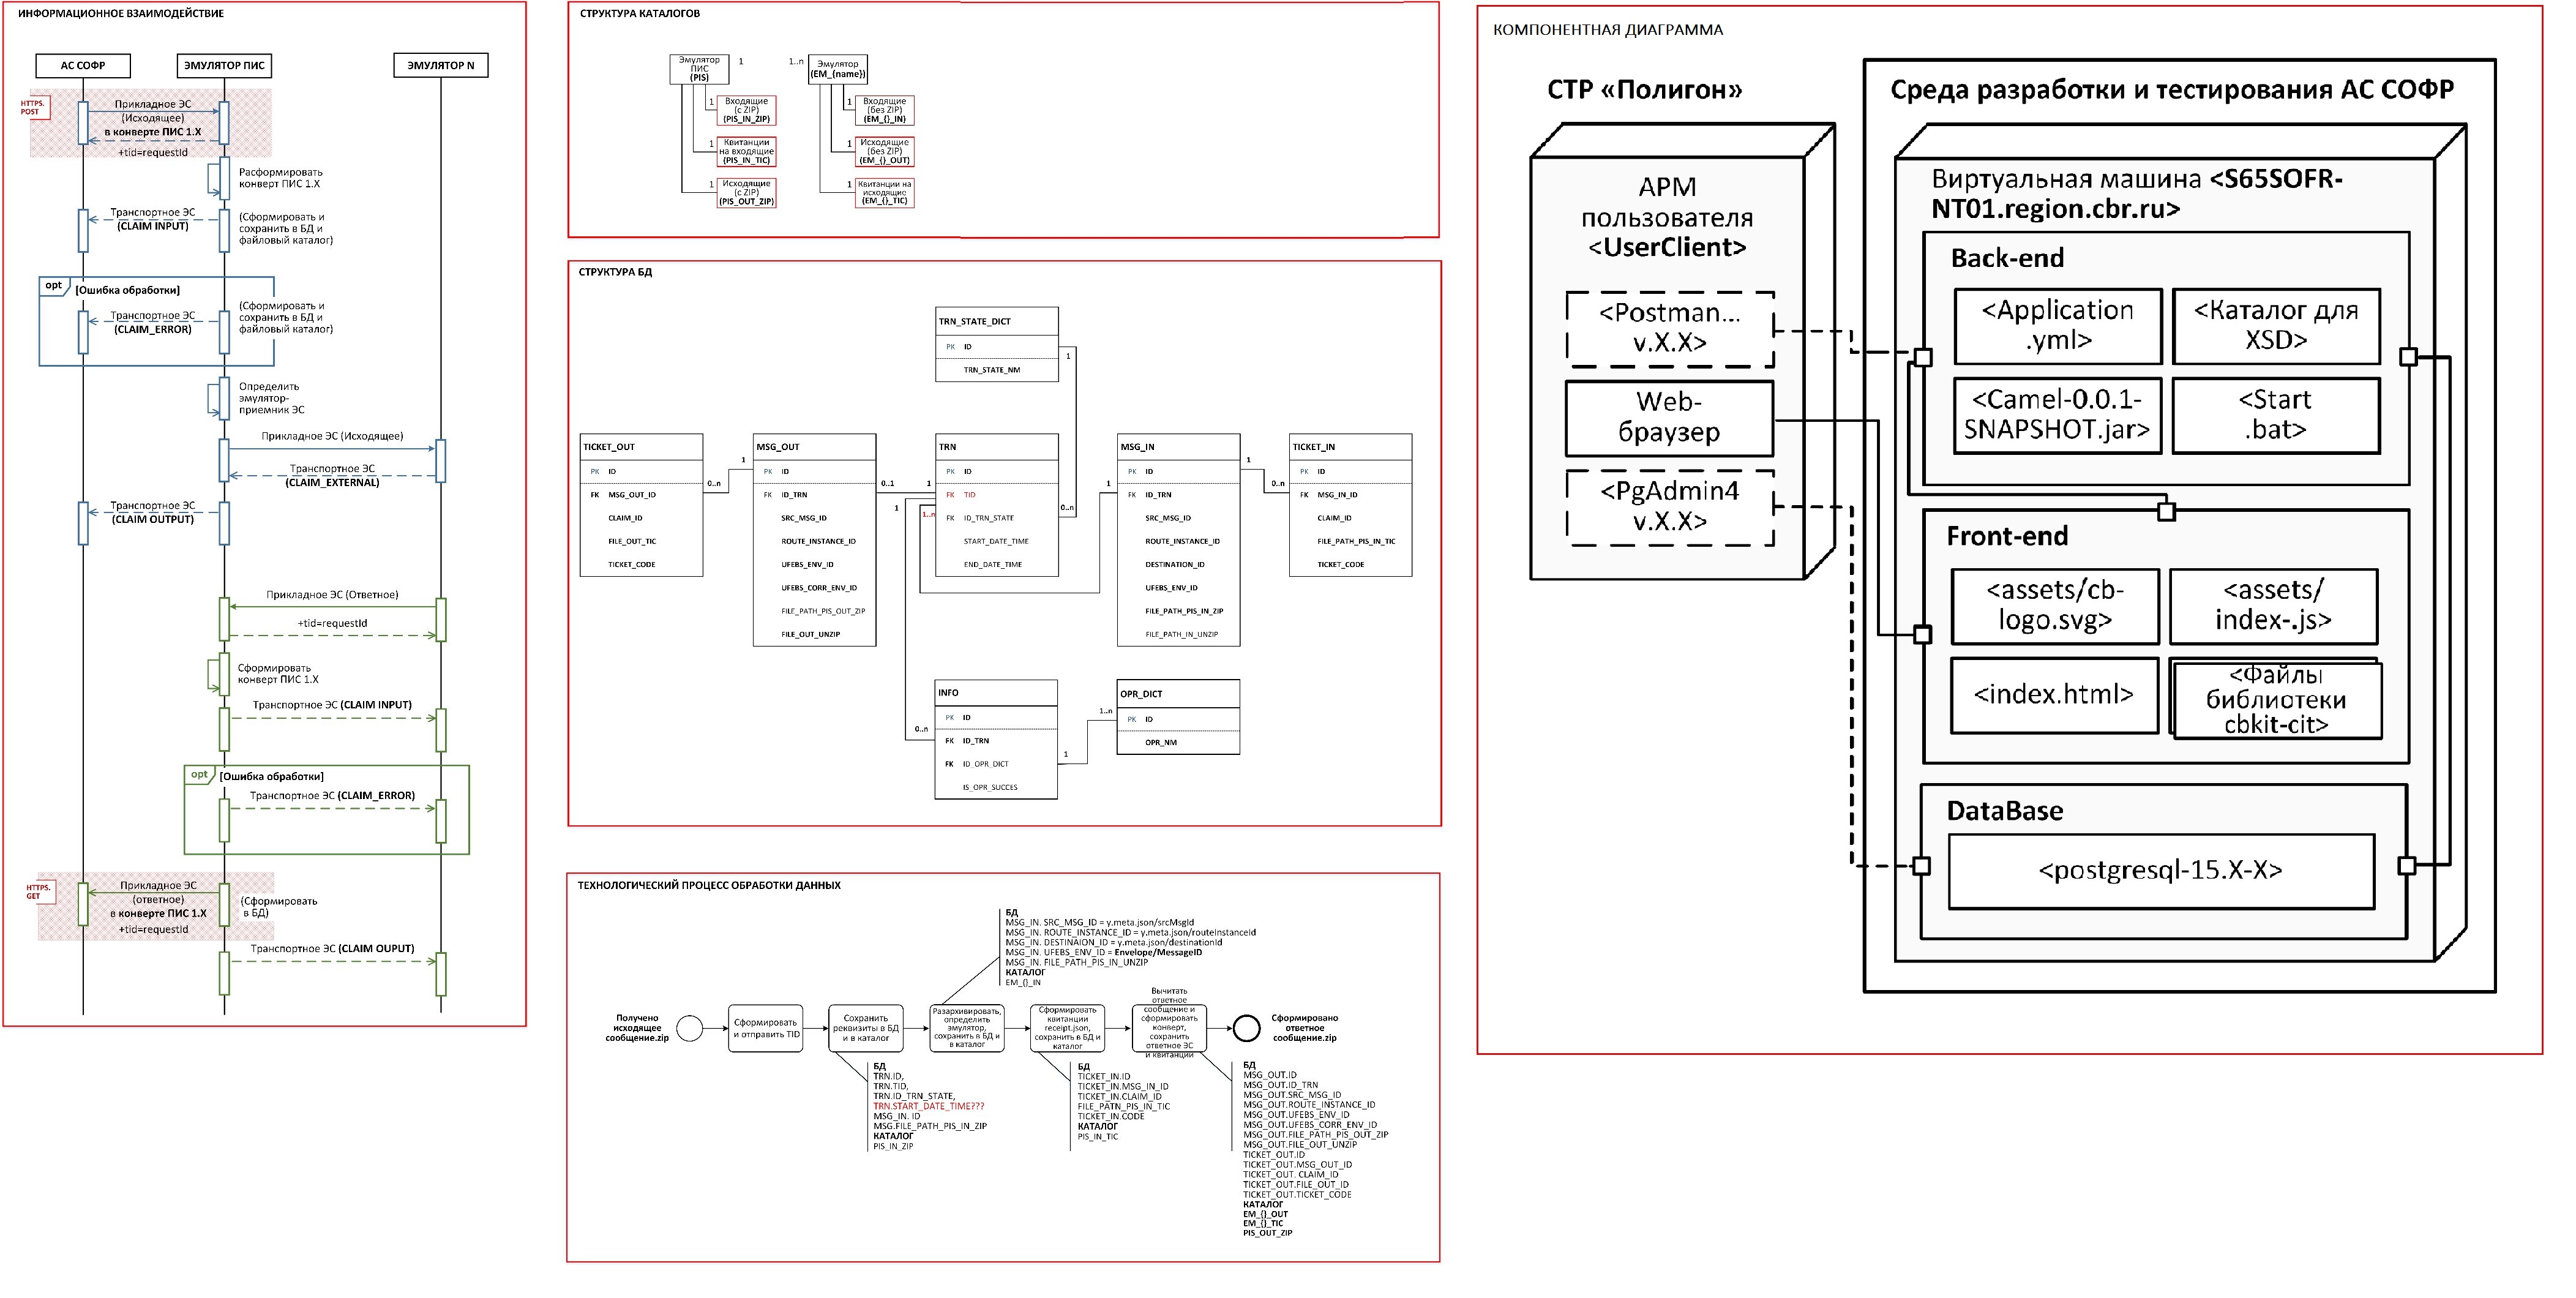 ИНФОРМАЦИОННОЕ ВЗАИМОДЕЙСТВИЕ
АС СОФР
ЭМУЛЯТОР ПИС
ЭМУЛЯТОР N
HTTPS.
POST
Прикладное ЭС
(Исходящее)
в конверте ПИС 1.X
+tid=requestId
Расформировать
конверт ПИС 1.X
Транспортное ЭС
(CLAIM INPUT)
(Сформировать и
сохранить в БД и
файловый каталог)
opt
[Ошибка обработки]
Транспортное ЭС
(CLAIM_ERROR)
(Сформировать и
сохранить в БД и
файловый каталог)
Определить
эмулятор-
приемник ЭС
Прикладное ЭС (Исходящее)
Транспортное ЭС
(CLAIM_EXTERNAL)
Транспортное ЭС
(CLAIM OUTPUT)
Прикладное ЭС (Ответное)
+tid=requestId
Сформировать
конверт ПИС 1.X
Транспортное ЭС (CLAIM INPUT)
opt
[Ошибка обработки]
Транспортное ЭС (CLAIM_ERROR)
HTTPS.
GET
Прикладное ЭС
(ответное)
в конверте ПИС 1.X
+tid=requestId
(Сформировать
в БД)
Транспортное ЭС (CLAIM OUPUT)
СТРУКТУРА КАТАЛОГОВ
Эмулятор
ПИС
(PIS)
1
1..n
Эмулятор
(EM_{name})
1
Входящие
(с ZIP)
(PIS_IN_ZIP)
1
Входящие
(без ZIP)
(EM_{}_IN)
1
Квитанции
на входящие
(PIS_IN_TIC)
1
Исходящие
(без ZIP)
(EM_{}_OUT)
1
Исходящие
(с ZIP)
(PIS_OUT_ZIP)
1
Квитанции на
исходящие
(EM_{}_TIC)
СТРУКТУРА БД
TRN_STATE_DICT
PK ID
TRN_STATE_NM
1
TICKET_OUT
PK ID
FK MSG_OUT_ID
CLAIM_ID
FILE_OUT_TIC
TICKET_CODE
0..n
1
MSG_OUT
PK ID
FK ID_TRN
SRC_MSG_ID
ROUTE_INSTANCE_ID
UFEBS_ENV_ID
UFEBS_CORR_ENV_ID
FILE_PATH_PIS_OUT_ZIP
FILE_OUT_UNZIP
0..1
1
1
1..n
TRN
PK ID
FK TID
FK ID_TRN_STATE
START_DATE_TIME
END_DATE_TIME
0..n
1
MSG_IN
PK ID
FK ID_TRN
SRC_MSG_ID
ROUTE_INSTANCE_ID
DESTINATION_ID
UFEBS_ENV_ID
FILE_PATH_PIS_IN_ZIP
FILE_PATH_IN_UNZIP
1
0..n
TICKET_IN
PK ID
FK MSG_IN_ID
CLAIM_ID
FILE_PATH_PIS_IN_TIC
TICKET_CODE
0..n
INFO
PK ID
FK ID_TRN
FK ID_OPR_DICT
IS_OPR_SUCCES
1
1..n
OPR_DICT
PK ID
OPR_NM
ТЕХНОЛОГИЧЕСКИЙ ПРОЦЕСС ОБРАБОТКИ ДАННЫХ
БД
MSG_IN. SRC_MSG_ID = y.meta.json/srcMsgId
MSG_IN. ROUTE_INSTANCE_ID = y.meta.json/routeInstanceId
MSG_IN. DESTINAION_ID = y.meta.json/destinationId
MSG_IN. UFEBS_ENV_ID = Envelope/MessageID
MSG_IN. FILE_PATH_PIS_IN_UNZIP
КАТАЛОГ
EM_{}_IN
Получено
исходящее
сообщение.zip
Сформировать
и отправить TID
Сохранить
реквизиты в БД
и в каталог
Разархивировать,
определить
эмулятор,
сохранить в БД и
в каталог
Сформировать
квитанции
receipt.json,
сохранить в БД и
каталог
Вычитать
ответное
сообщение и
сформировать
конверт,
сохранить
ответное ЭС
и квитанции
Сформировано
ответное
сообщение.zip
БД
TRN.ID,
TRN.TID,
TRN.ID_TRN_STATE,
TRN.START_DATE_TIME???
MSG_IN. ID
MSG.FILE_PATH_PIS_IN_ZIP
КАТАЛОГ
PIS_IN_ZIP
БД
TICKET_IN.ID
TICKET_IN.MSG_IN_ID
TICKET_IN.CLAIM_ID
FILE_PATN_PIS_IN_TIC
TICKET_IN.CODE
КАТАЛОГ
PIS_IN_TIC
БД
MSG_OUT.ID
MSG_OUT.ID_TRN
MSG_OUT.SRC_MSG_ID
MSG_OUT.ROUTE_INSTANCE_ID
MSG_OUT.UFEBS_ENV_ID
MSG_OUT.UFEBS_CORR_ENV_ID
MSG_OUT.FILE_PATH_PIS_OUT_ZIP
MSG_OUT.FILE_OUT_UNZIP
TICKET_OUT.ID
TICKET_OUT.MSG_OUT_ID
TICKET_OUT. CLAIM_ID
TICKET_OUT.FILE_OUT_ID
TICKET_OUT.TICKET_CODE
КАТАЛОГ
EM_{}_OUT
EM_{}_TIC
PIS_OUT_ZIP
КОМПОНЕНТНАЯ ДИАГРАММА
СТР «Полигон»
АРМ
пользователя
<UserClient>
<Postman...
v.X.X>
Web-
браузер
<PgAdmin4
v.X.X>
Среда разработки и тестирования АС СОФР
Виртуальная машина <S65SOFR-
NT01.region.cbr.ru>
Back-end
<Application
.yml>
<Каталог для
XSD>
<Camel-0.0.1-
SNAPSHOT.jar>
<Start
.bat>
Front-end
<assets/cb-
logo.svg>
<assets/
index-.js>
<index.html>
<Файлы
библиотеки
cbkit-cit>
DataBase
<postgresql-15.X-X>